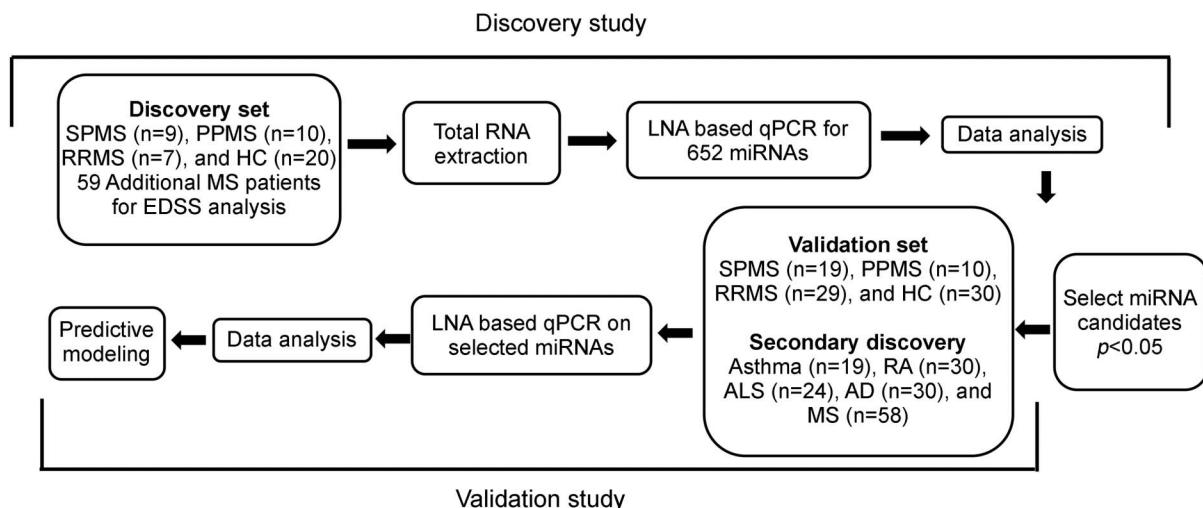 Discovery study
Discovery set
SPMS (n=9), PPMS (n=10),
RRMS (n=7), and HC (n=20)
59 Additional MS patients
for EDSS analysis
Total RNA
extraction
LNA based qPCR for
652 miRNAs
Data analysis
Select miRNA
candidates
p<0.05
Validation set
SPMS (n=19), PPMS (n=10),
RRMS (n=29), and HC (n=30)
Secondary discovery
Asthma (n=19), RA (n=30),
ALS (n=24), AD (n=30), and
MS (n=58)
LNA based qPCR on
selected miRNAs
Data analysis
Predictive
modeling
Validation study